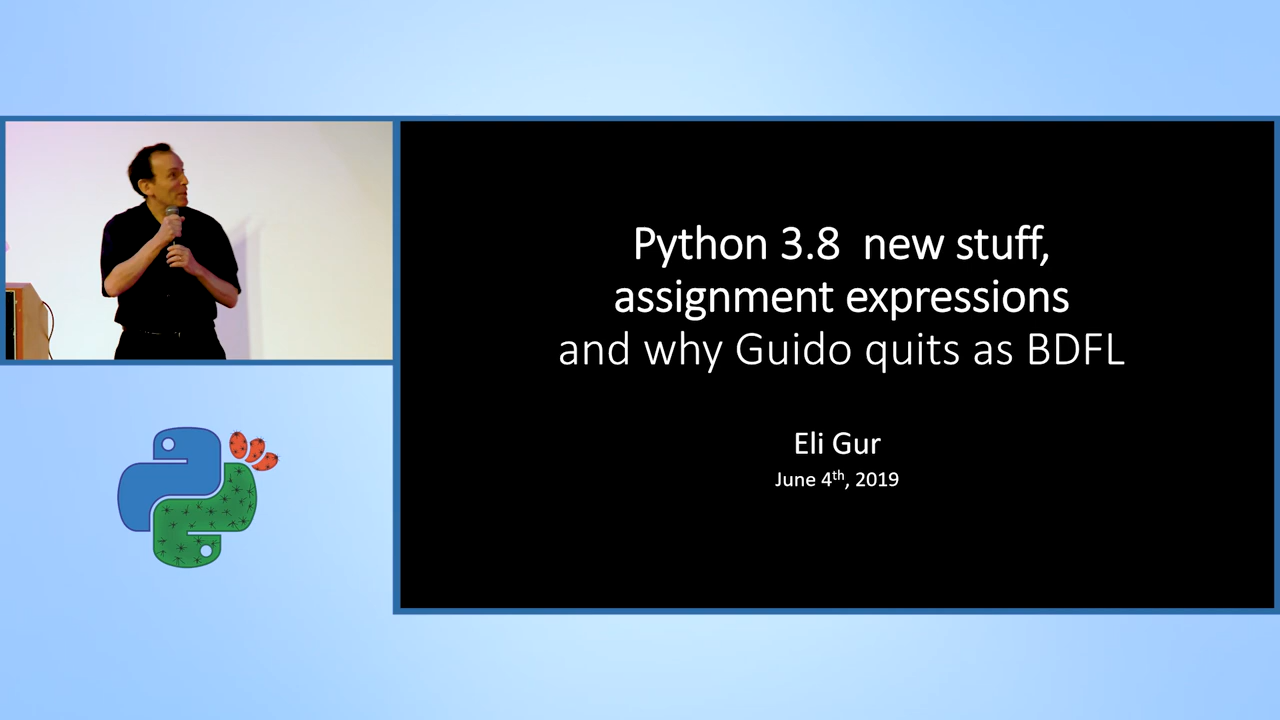 Python 3.8  new stuff,
assignment expressions
and why Guido quits as BDFL
Eli Gur
June 4th, 2019